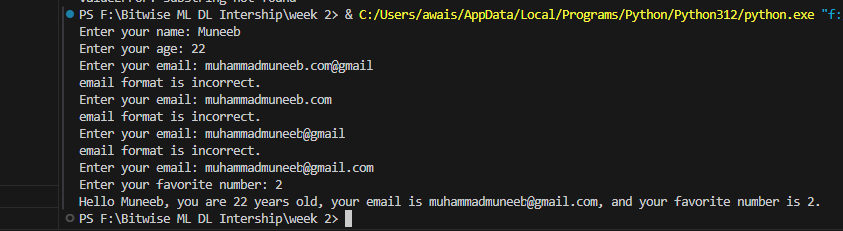 ValueError: substring not found
PS F:\Bitwise ML DL Intership\week 2> & C:/Users/awais/AppData/Local/Programs/Python/Python312/python.exe "f:
Enter your name: Muneeb
Enter your age: 22
Enter your email: muhammadmuneeb.com@gmail
email format is incorrect.
Enter your email: muhammadmuneeb.com
email format is incorrect.
Enter your email: muhammadmuneeb@gmail
email format is incorrect.
Enter your email: muhammadmuneeb@gmail.com
Enter your favorite number: 2
Hello Muneeb, you are 22 years old, your email is muhammadmuneeb@gmail.com, and your favorite number is 2.
PS F:\Bitwise ML DL Intership\week 2>